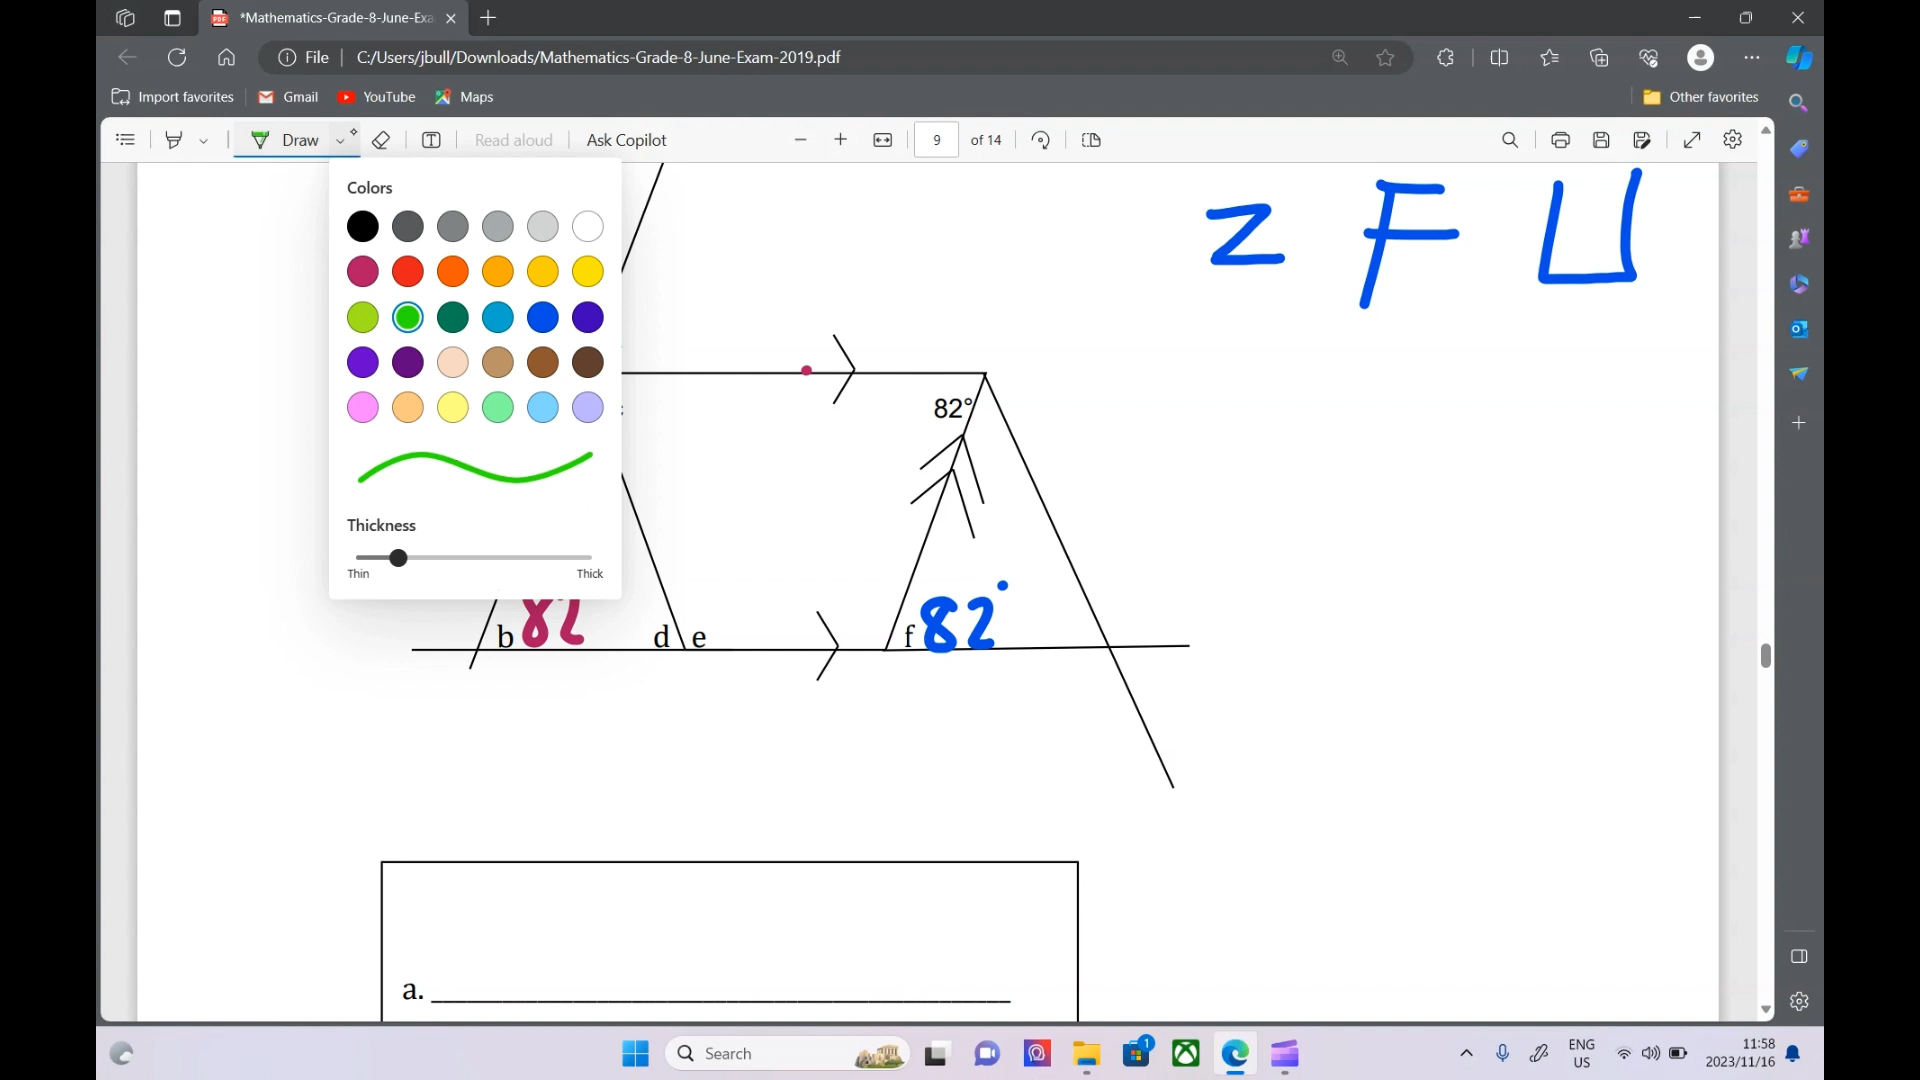 *Mathematics-Grade-8-June-Exa
File C:/Users/jbull/Downloads/Mathematics-Grade-8-June-Exam-2019.pdf
Import favorites Gmail YouTube Maps Other favorites
Draw Read aloud Ask Copilot 9 of 14
Colors
Z F U
82°
Thickness
Thin Thick
b 82 d e f 82°
a. ____________________
Search
1
ENG
US
11:58
2023/11/16